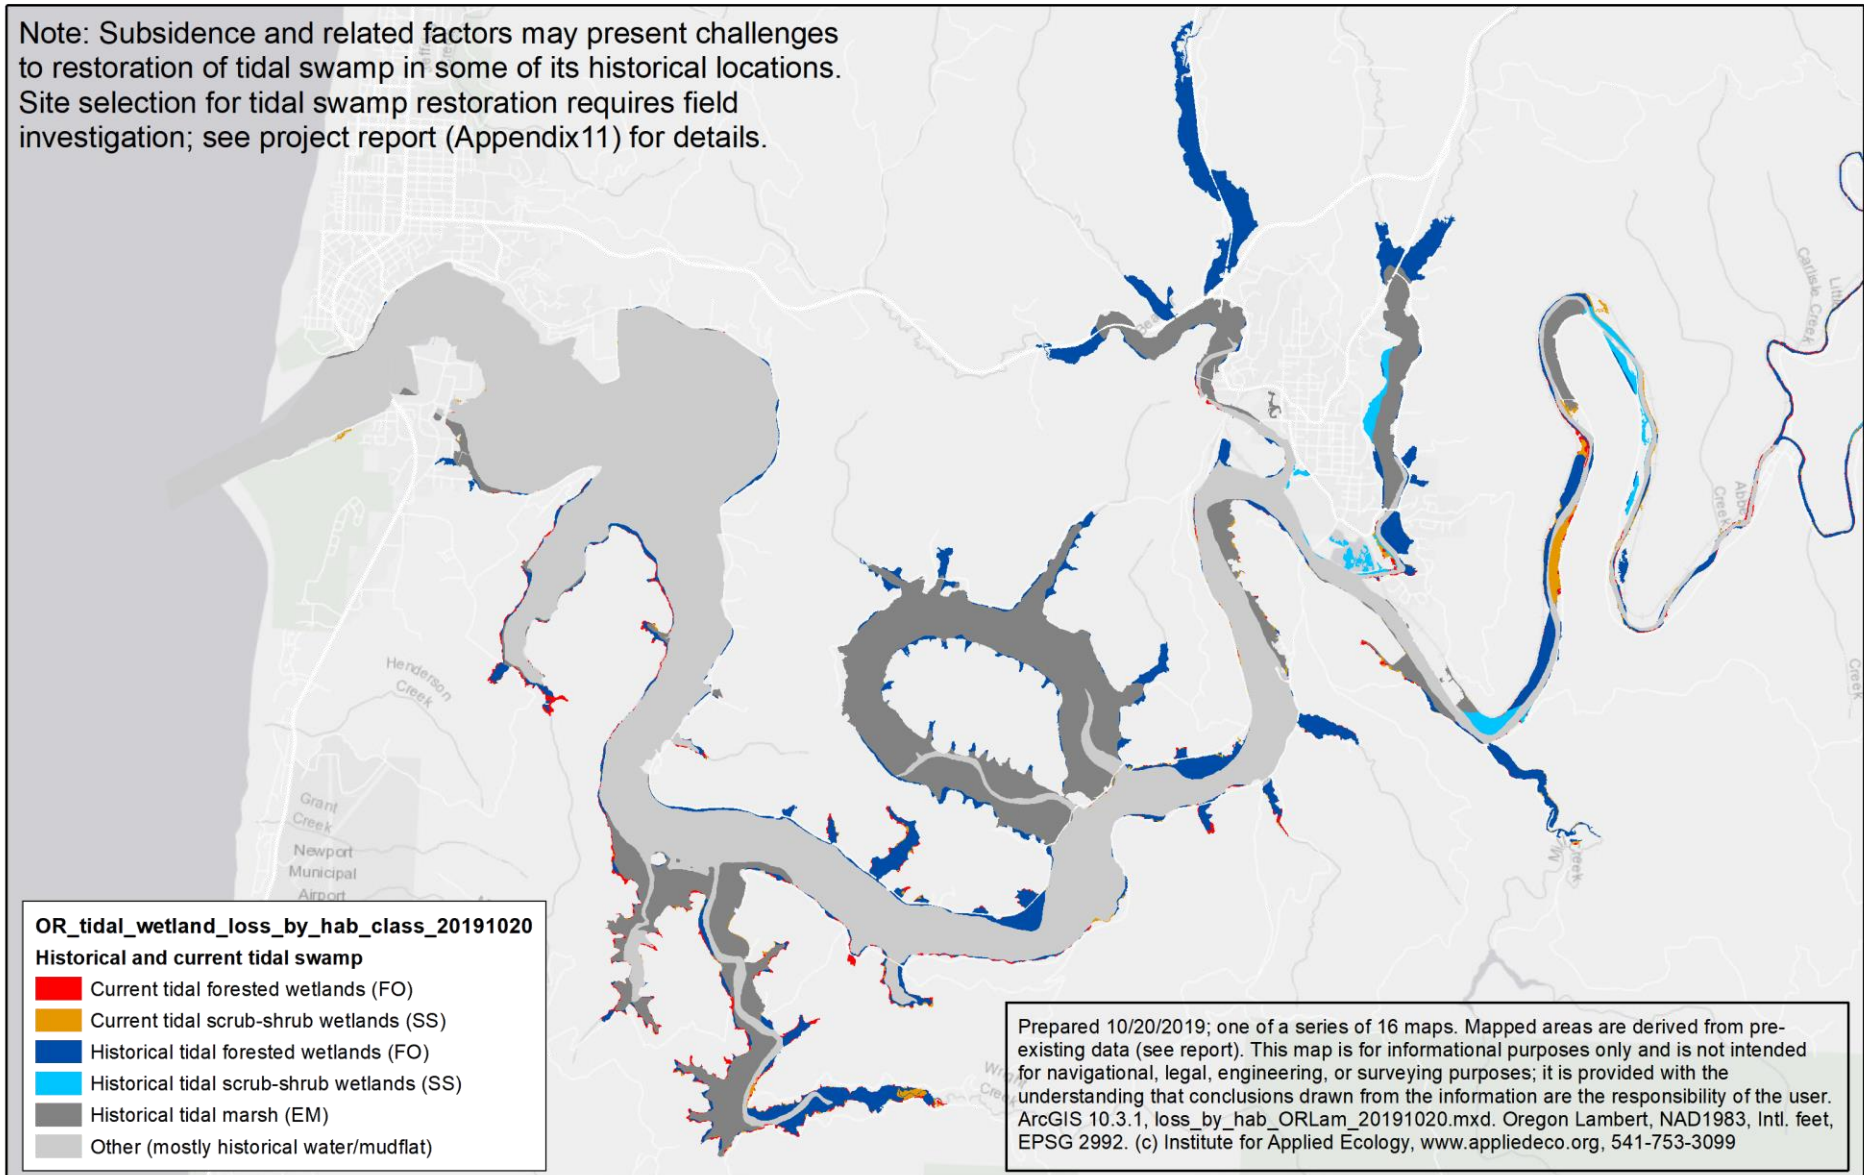 Note: Subsidence and related factors may present challenges
to restoration of tidal swamp in some of its historical locations.
Site selection for tidal swamp restoration requires field
investigation; see project report (Appendix11) for details.
Carlisle Creek
Abbey
Creek
Creek
Henderson
Creek
Grant
Creek
Newport
Municipal
Airport
Creek
Wright
Creek
OR_tidal_wetland_loss_by_hab_class_20191020
Historical and current tidal swamp
Current tidal forested wetlands (FO)
Current tidal scrub-shrub wetlands (SS)
Historical tidal forested wetlands (FO)
Historical tidal scrub-shrub wetlands (SS)
Historical tidal marsh (EM)
Other (mostly historical water/mudflat)
Prepared 10/20/2019; one of a series of 16 maps. Mapped areas are derived from pre-
existing data (see report). This map is for informational purposes only and is not intended
for navigational, legal, engineering, or surveying purposes; it is provided with the
understanding that conclusions drawn from the information are the responsibility of the user.
ArcGIS 10.3.1, loss_by_hab_ORLam_20191020.mxd. Oregon Lambert, NAD1983, Intl. feet,
EPSG 2992. (c) Institute for Applied Ecology, www.appliedeco.org, 541-753-3099